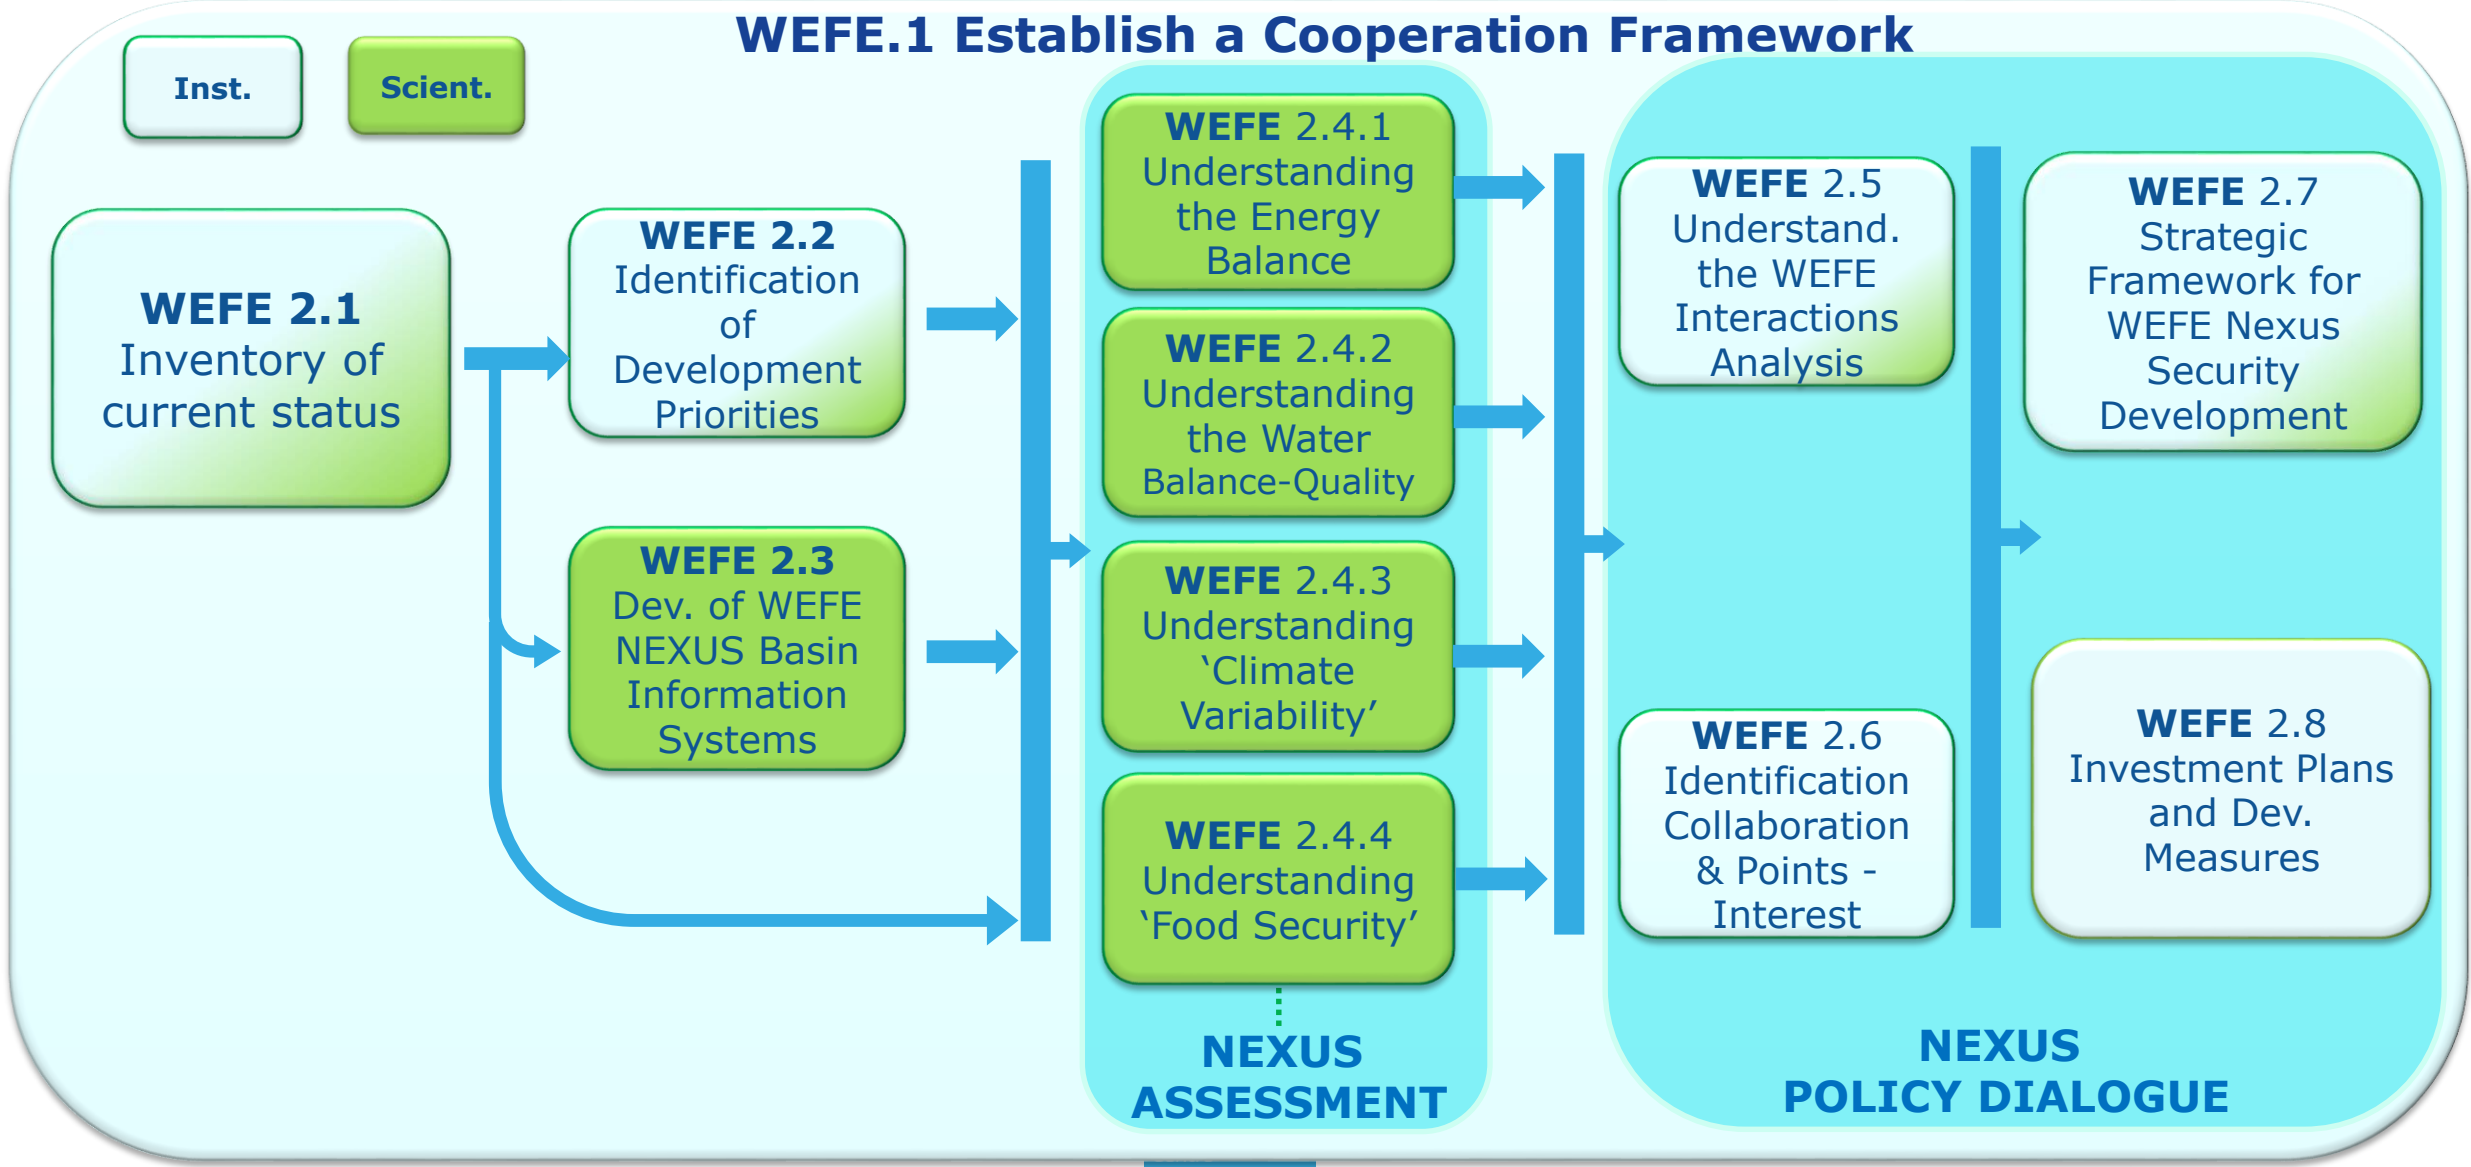 WEFE.1 Establish a Cooperation Framework
Inst.
Scient.
WEFE 2.1
Inventory of
current status
WEFE 2.2
Identification
of
Development
Priorities
WEFE 2.3
Dev. of WEFE
NEXUS Basin
Information
Systems
WEFE 2.4.1
Understanding
the Energy
Balance
WEFE 2.4.2
Understanding
the Water
Balance-Quality
WEFE 2.4.3
Understanding
‘Climate
Variability’
WEFE 2.4.4
Understanding
‘Food Security’
NEXUS
ASSESSMENT
WEFE 2.5
Understand.
the WEFE
Interactions
Analysis
WEFE 2.6
Identification
Collaboration
& Points -
Interest
WEFE 2.7
Strategic
Framework for
WEFE Nexus
Security
Development
WEFE 2.8
Investment Plans
and Dev.
Measures
NEXUS
POLICY DIALOGUE